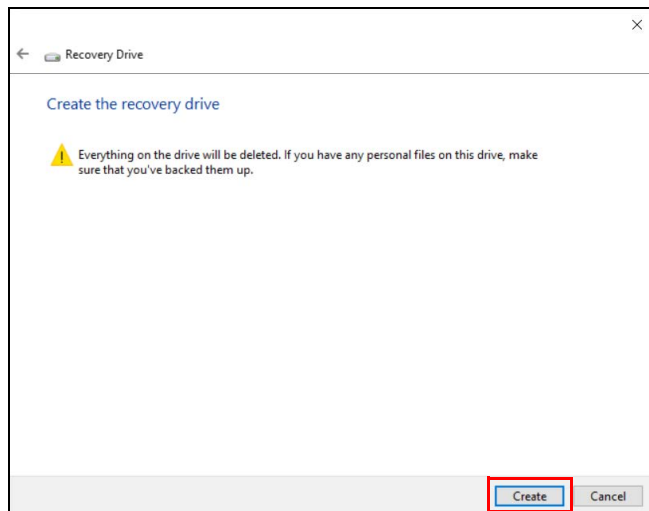 Recovery Drive
Create the recovery drive
Everything on the drive will be deleted. If you have any personal files on this drive, make
sure that you've backed them up.
Create
Cancel